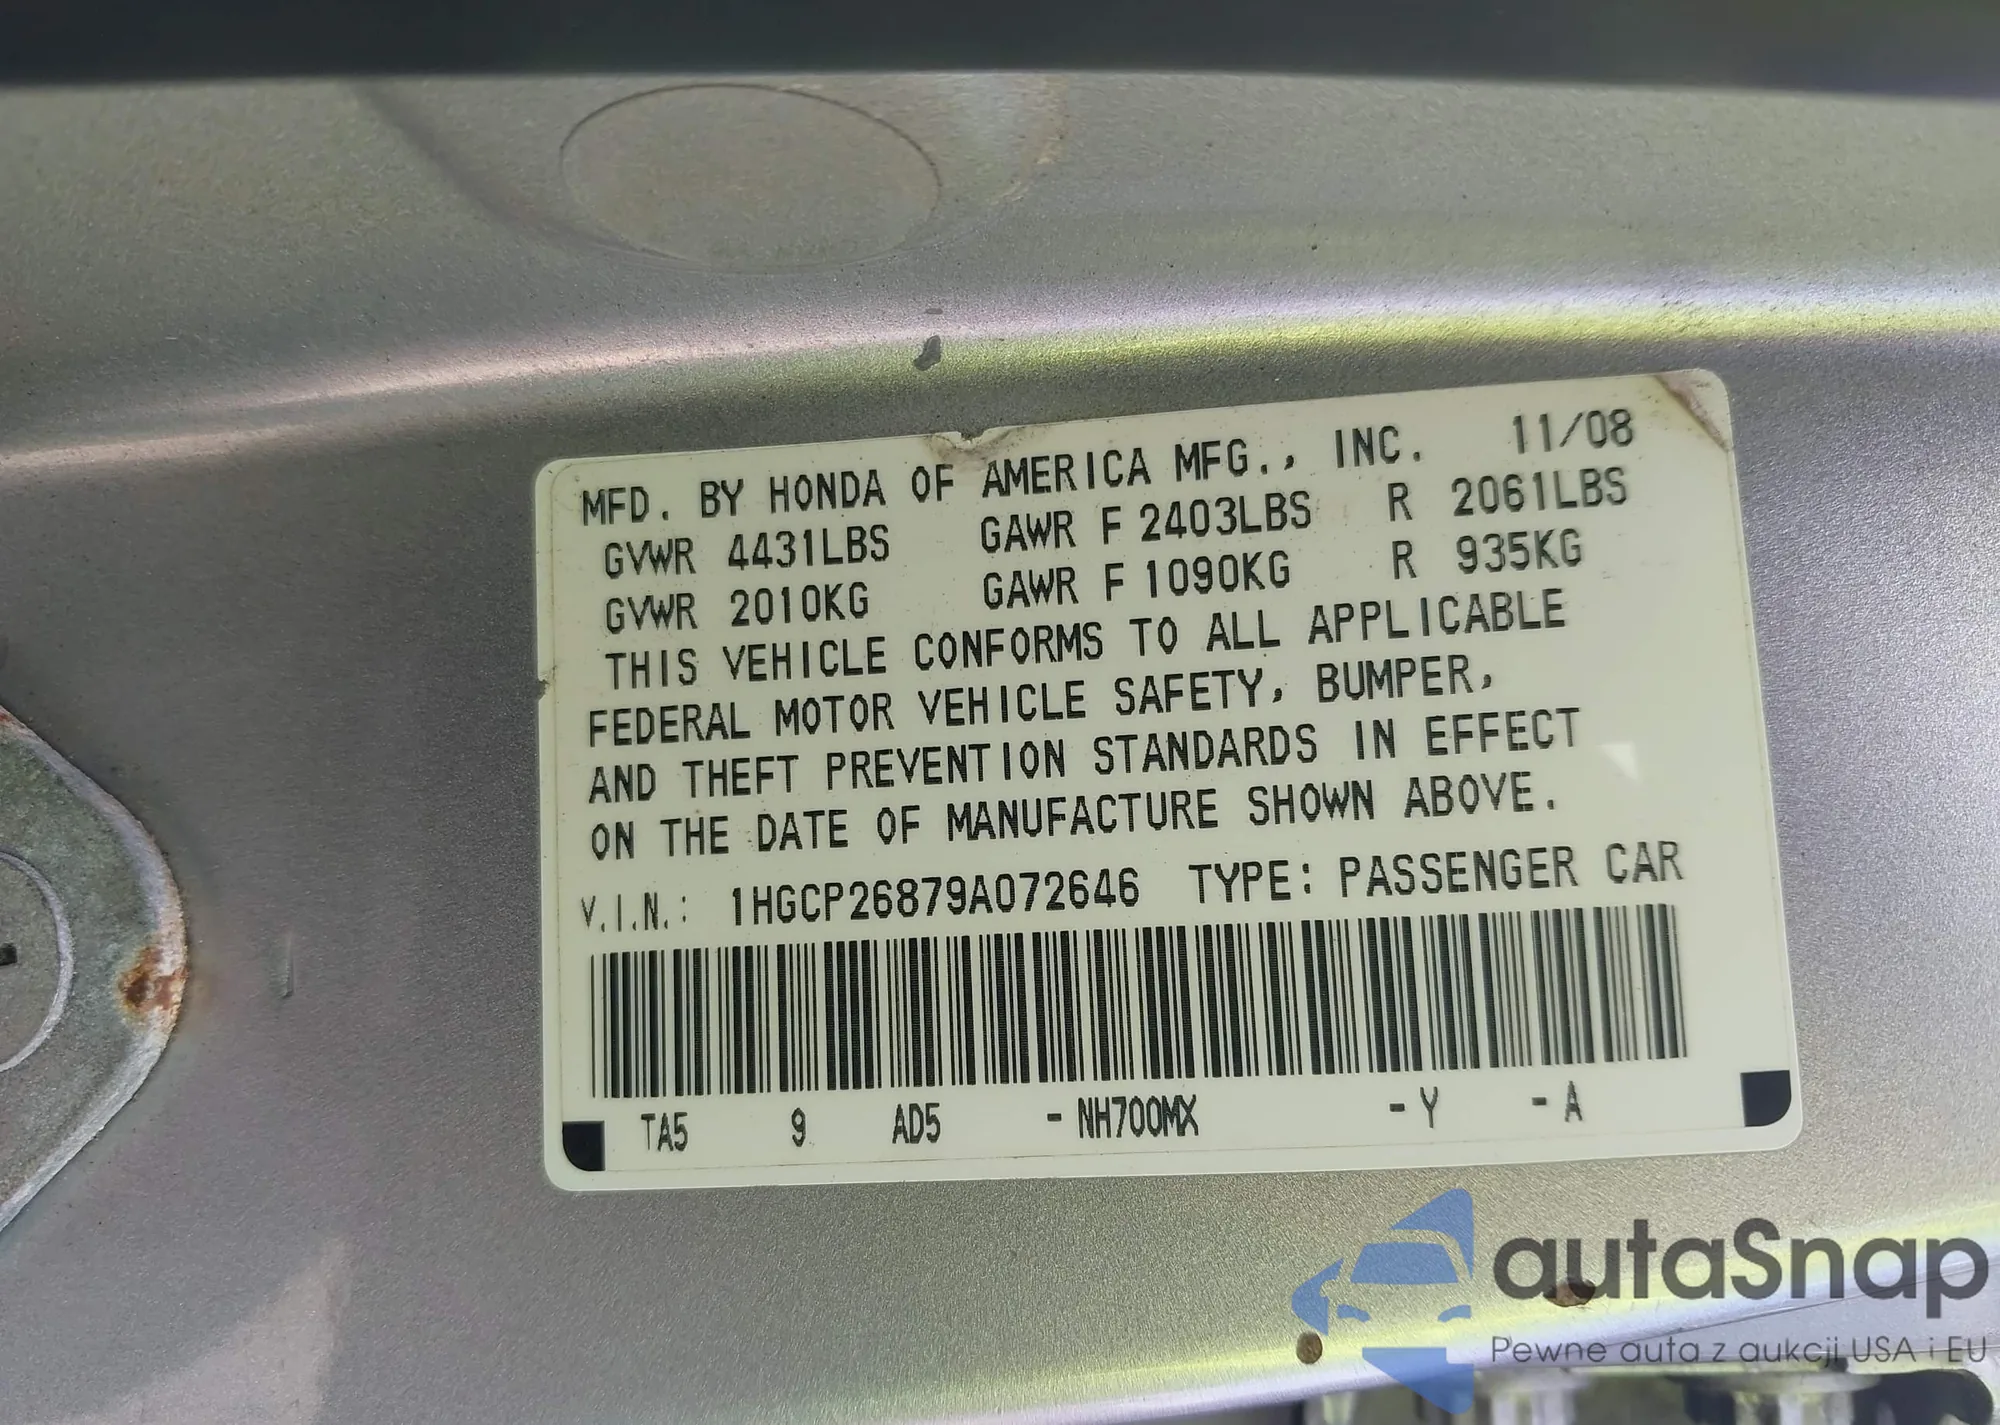 MFD. BY HONDA OF AMERICA MFG., INC. 11/08
GVWR 4431LBS GAWR F 2403LBS R 2061LBS
GVWR 2010KG GAWR F 1090KG R 935KG
THIS VEHICLE CONFORMS TO ALL APPLICABLE
FEDERAL MOTOR VEHICLE SAFETY, BUMPER,
AND THEFT PREVENTION STANDARDS IN EFFECT
ON THE DATE OF MANUFACTURE SHOWN ABOVE.
V.I.N.: 1HGCP26879A072646 TYPE: PASSENGER CAR
TA5 9 AD5 -NH700MX -Y -A
autaSnap
Pewne auta z aukcji USA i EU